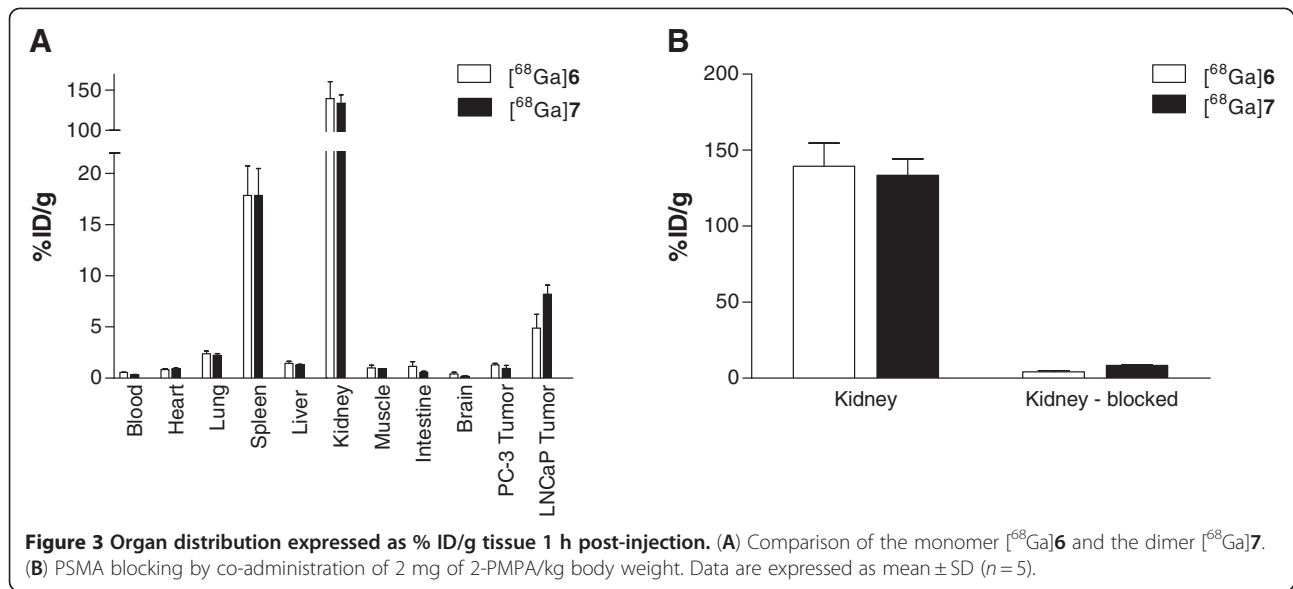 A
B
[⁶⁸Ga]6
[⁶⁸Ga]7
%ID/g
150
100
20
15
10
5
0
Blood
Heart
Lung
Spleen
Liver
Kidney
Muscle
Intestine
Brain
PC-3 Tumor
LNCaP Tumor
[⁶⁸Ga]6
[⁶⁸Ga]7
%ID/g
200
150
100
50
0
Kidney
Kidney - blocked
Figure 3 Organ distribution expressed as % ID/g tissue 1 h post-injection. (A) Comparison of the monomer [⁶⁸Ga]6 and the dimer [⁶⁸Ga]7.
(B) PSMA blocking by co-administration of 2 mg of 2-PMPA/kg body weight. Data are expressed as mean ± SD (n = 5).